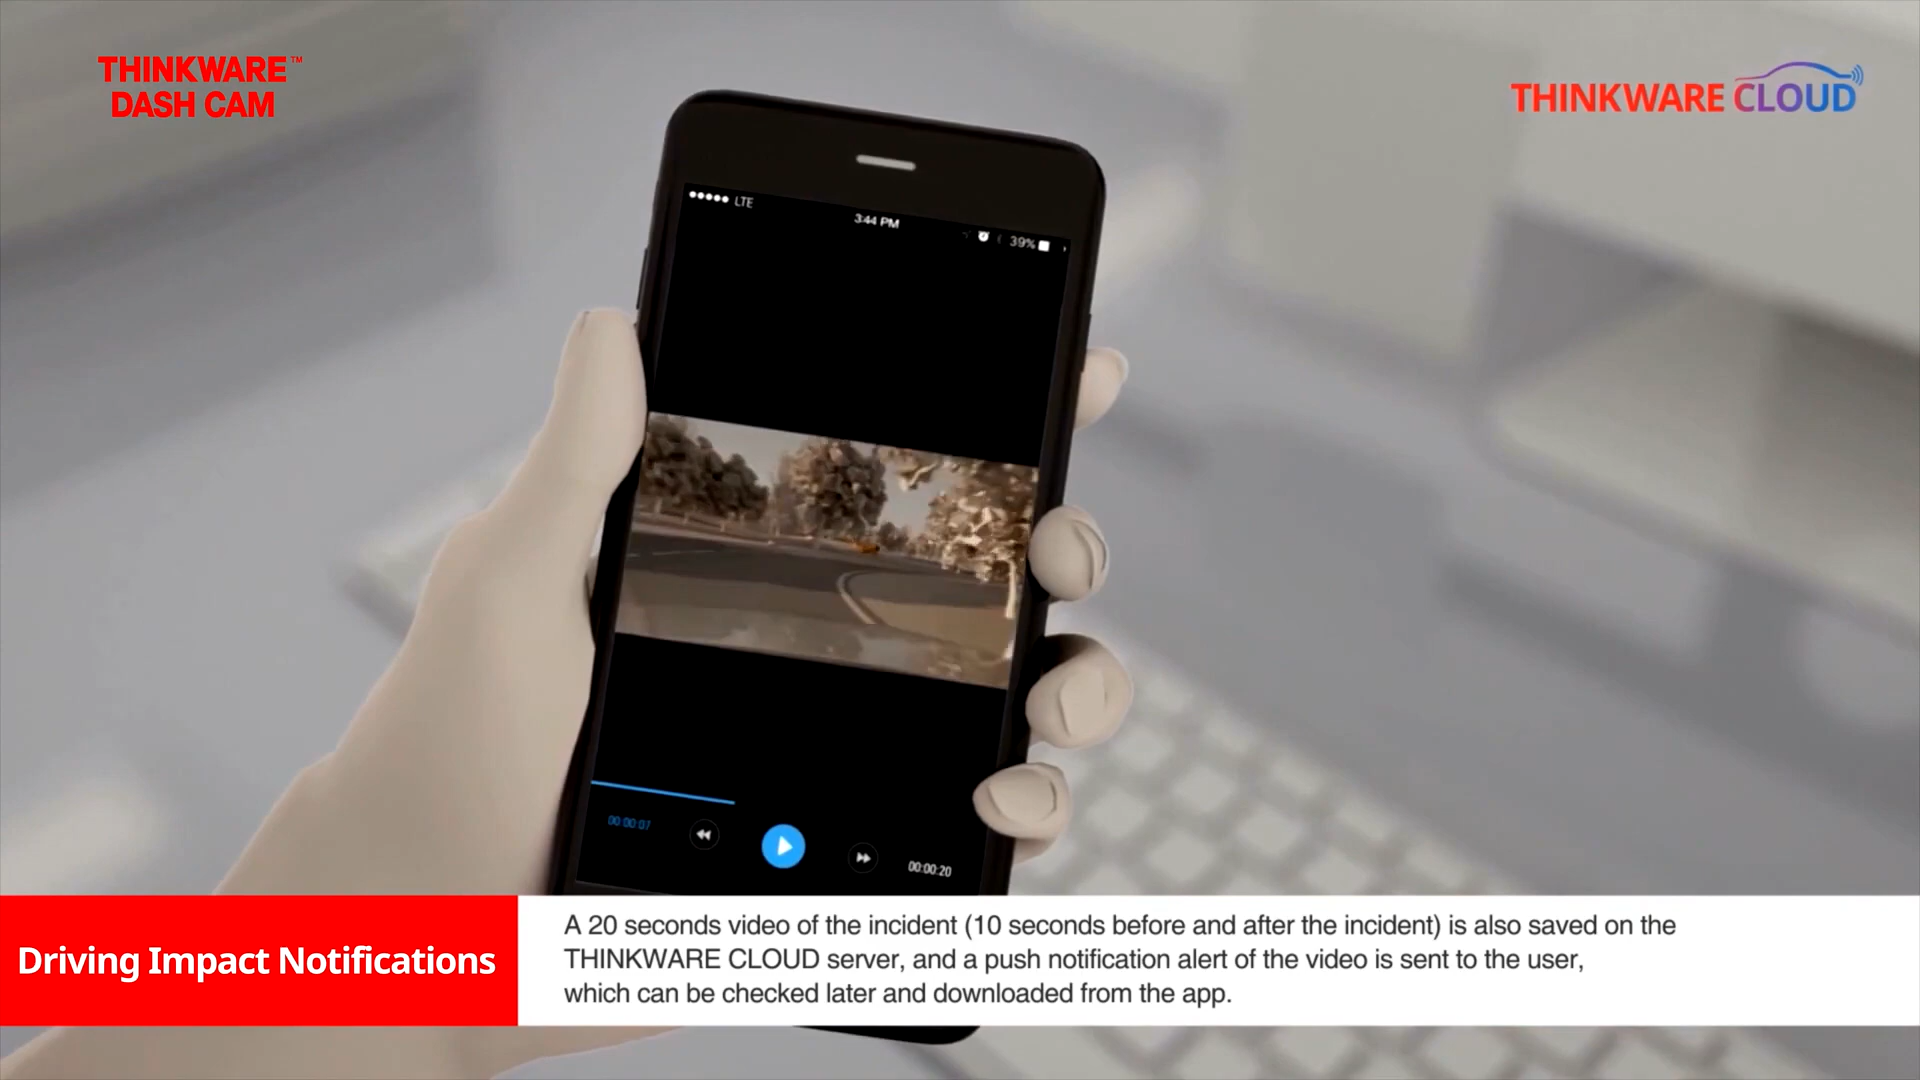 THINKWARE™
DASH CAM
THINKWARE CLOUD
LTE
3:44 PM
39%
00:00:07
00:00:20
Driving Impact Notifications
A 20 seconds video of the incident (10 seconds before and after the incident) is also saved on the
THINKWARE CLOUD server, and a push notification alert of the video is sent to the user,
which can be checked later and downloaded from the app.